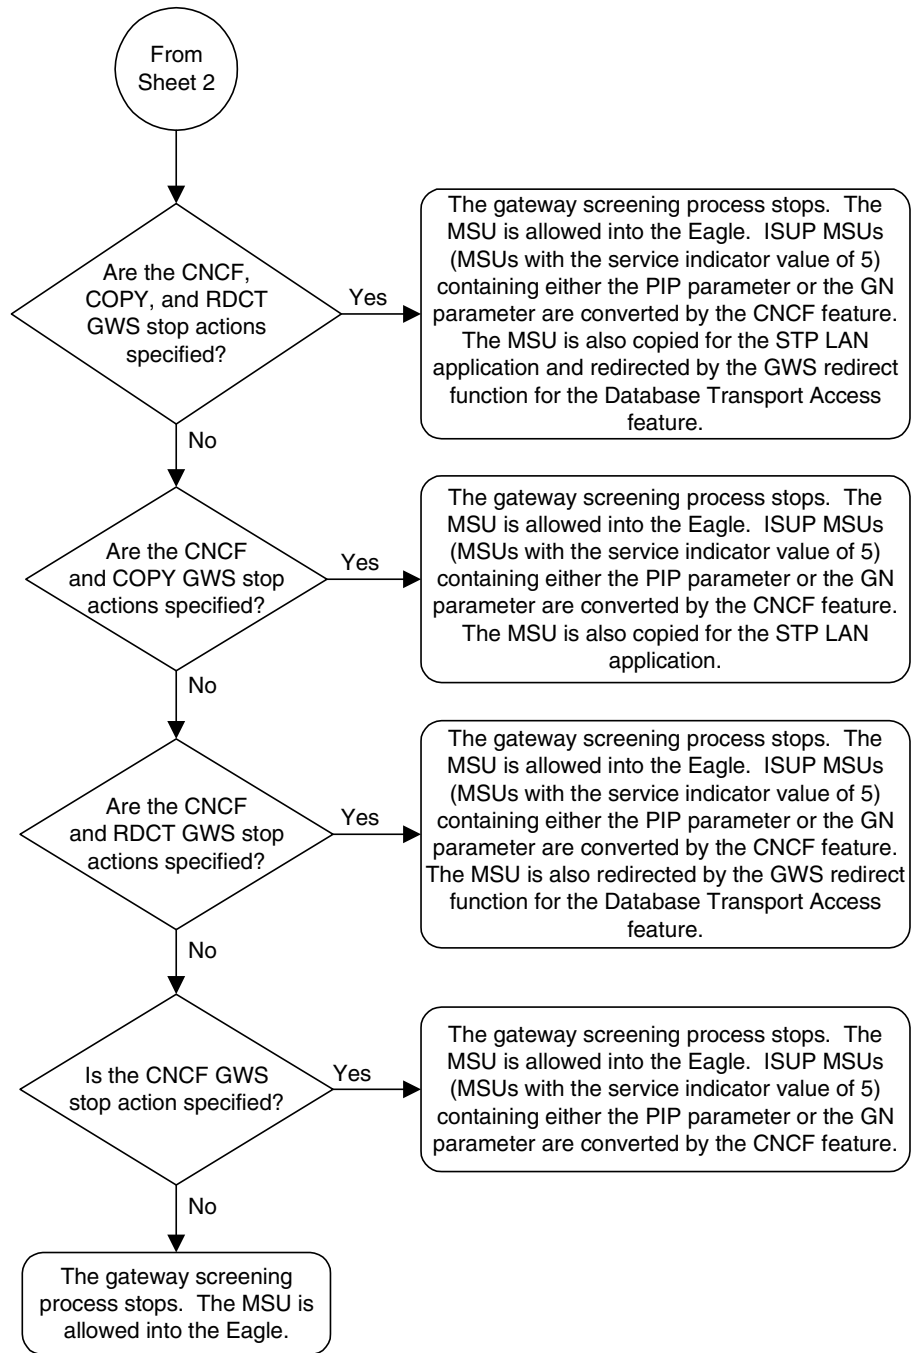 From
Sheet 2
Are the CNCF,
COPY, and RDCT
GWS stop actions
specified?
Yes
The gateway screening process stops.  The
MSU is allowed into the Eagle.  ISUP MSUs
(MSUs with the service indicator value of 5)
containing either the PIP parameter or the GN
parameter are converted by the CNCF feature.
The MSU is also copied for the STP LAN
application and redirected by the GWS redirect
function for the Database Transport Access
feature.
No
Are the CNCF
and COPY GWS stop
actions specified?
Yes
The gateway screening process stops.  The
MSU is allowed into the Eagle.  ISUP MSUs
(MSUs with the service indicator value of 5)
containing either the PIP parameter or the GN
parameter are converted by the CNCF feature.
The MSU is also copied for the STP LAN
application.
No
Are the CNCF
and RDCT GWS stop
actions specified?
Yes
The gateway screening process stops.  The
MSU is allowed into the Eagle.  ISUP MSUs
(MSUs with the service indicator value of 5)
containing either the PIP parameter or the GN
parameter are converted by the CNCF feature.
The MSU is also redirected by the GWS redirect
function for the Database Transport Access
feature.
No
Is the CNCF GWS
stop action specified?
Yes
The gateway screening process stops.  The
MSU is allowed into the Eagle.  ISUP MSUs
(MSUs with the service indicator value of 5)
containing either the PIP parameter or the GN
parameter are converted by the CNCF feature.
No
The gateway screening
process stops.  The MSU is
allowed into the Eagle.